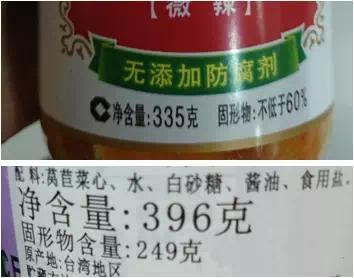 【微辣】
无添加防腐剂
净含量:335克 固形物:不低于60%
配料:莴苣菜心、水、白砂糖、酱油、食用盐、
净含量:396克
固形物含量:249克
原产地:台湾地区